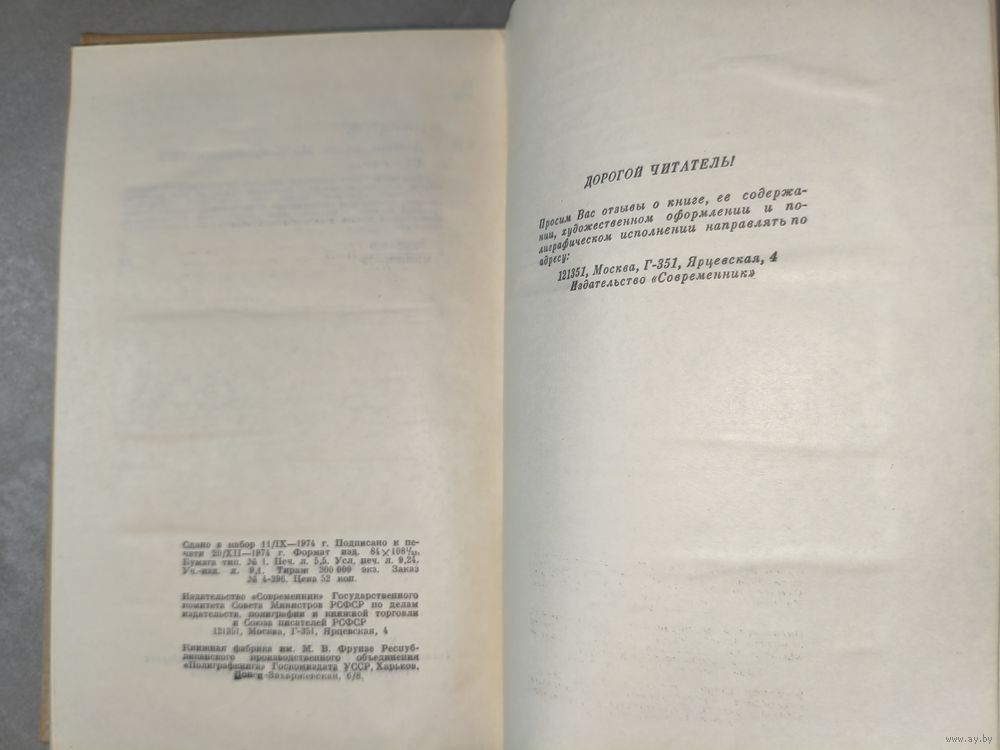 Сдано в набор 11/IX—1974 г. Подписано к пе-
чати 20/XII—1974 г. Формат изд. 84×108¹/₃₂.
Бумага тип. № 1. Печ. л. 5,5. Усл. печ. л. 9,24.
Уч.-изд. л. 9,1. Тираж 300 000 экз. Заказ
№ 4-396. Цена 52 коп.
Издательство «Современник» Государственного
комитета Совета Министров РСФСР по делам
издательств, полиграфии и книжной торговли
и Союза писателей РСФСР
121351, Москва, Г-351, Ярцевская, 4
Книжная фабрика им. М. В. Фрунзе Респуб-
ликанского производственного объединения
«Полиграфкнига» Госкомиздата УССР, Харьков,
Донец-Захаржевская, 6/8.
ДОРОГОЙ ЧИТАТЕЛЬ!
Просим Вас отзывы о книге, ее содержа-
нии, художественном оформлении и по-
лиграфическом исполнении направлять по
адресу:
121351, Москва, Г-351, Ярцевская, 4
Издательство «Современник»
www.ay.by